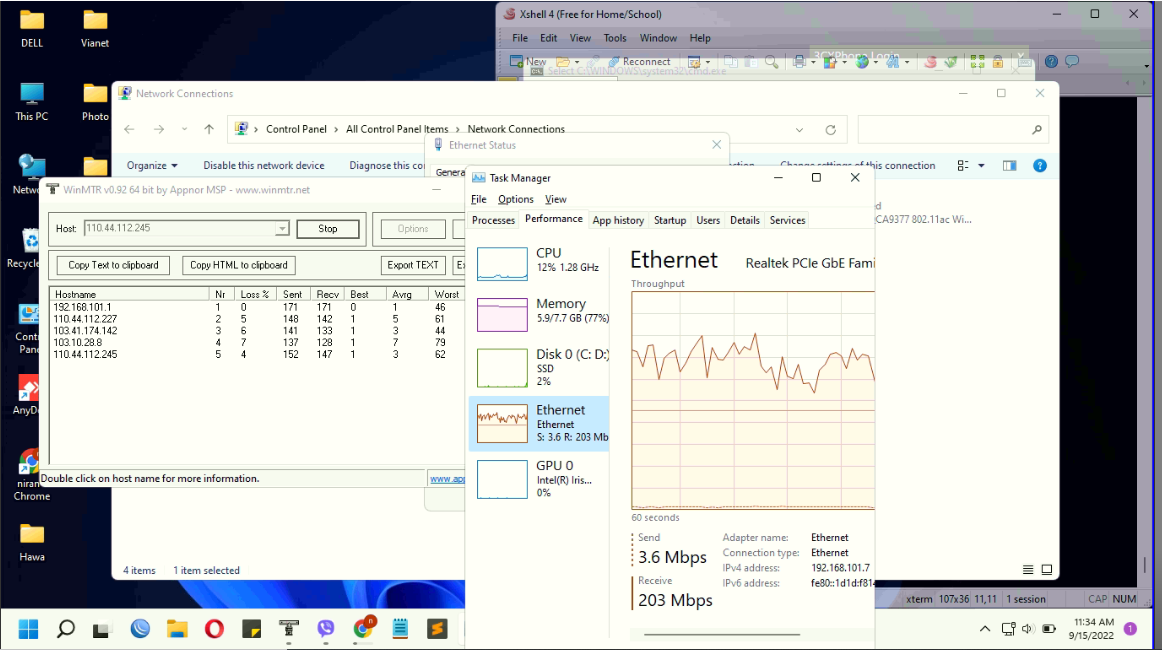 DELL
Vianet
This PC
Photo
Xshell 4 (Free for Home/School)
File Edit View Tools Window Help
New
Reconnect
3CXPhone Login
Select C:\WINDOWS\system32\cmd.exe
Network Connections
Control Panel > All Control Panel Items > Network Connections
Organize
Disable this network device
Diagnose this co
Change settings of this connection
CA9377 802.11ac Wi...
4 items
1 item selected
Ethernet Status
Genera
WinMTR v0.92 64 bit by Appnor MSP - www.winmtr.net
Host: 110.44.112.245
Stop
Options
Copy Text to clipboard
Copy HTML to clipboard
Export TEXT
Hostname Nr Loss % Sent Recv Best Avrg Worst
192.168.101.1 1 0 171 171 0 1 46
110.44.112.227 2 5 148 142 1 5 61
103.41.174.142 3 6 141 133 1 3 44
103.10.28.8 4 7 137 128 1 7 79
110.44.112.245 5 4 152 147 1 3 62
Double click on host name for more information.
www.app
Task Manager
File Options View
Processes Performance App history Startup Users Details Services
CPU
12% 1.28 GHz
Memory
5.9/7.7 GB (77%)
Disk 0 (C: D:)
SSD
2%
Ethernet
Ethernet
S: 3.6 R: 203 Mb
GPU 0
Intel(R) Iris...
0%
Ethernet
Realtek PCIe GbE Fami
Throughput
60 seconds
Send
3.6 Mbps
Receive
203 Mbps
Adapter name: Ethernet
Connection type: Ethernet
IPv4 address: 192.168.101.7
IPv6 address: fe80::1d1d:f81
Netwo
Recycle
Cont
Pane
AnyD
niran
Chrome
Hawa
xterm 107x36 11,11 1 session CAP NUM
11:34 AM
9/15/2022
1